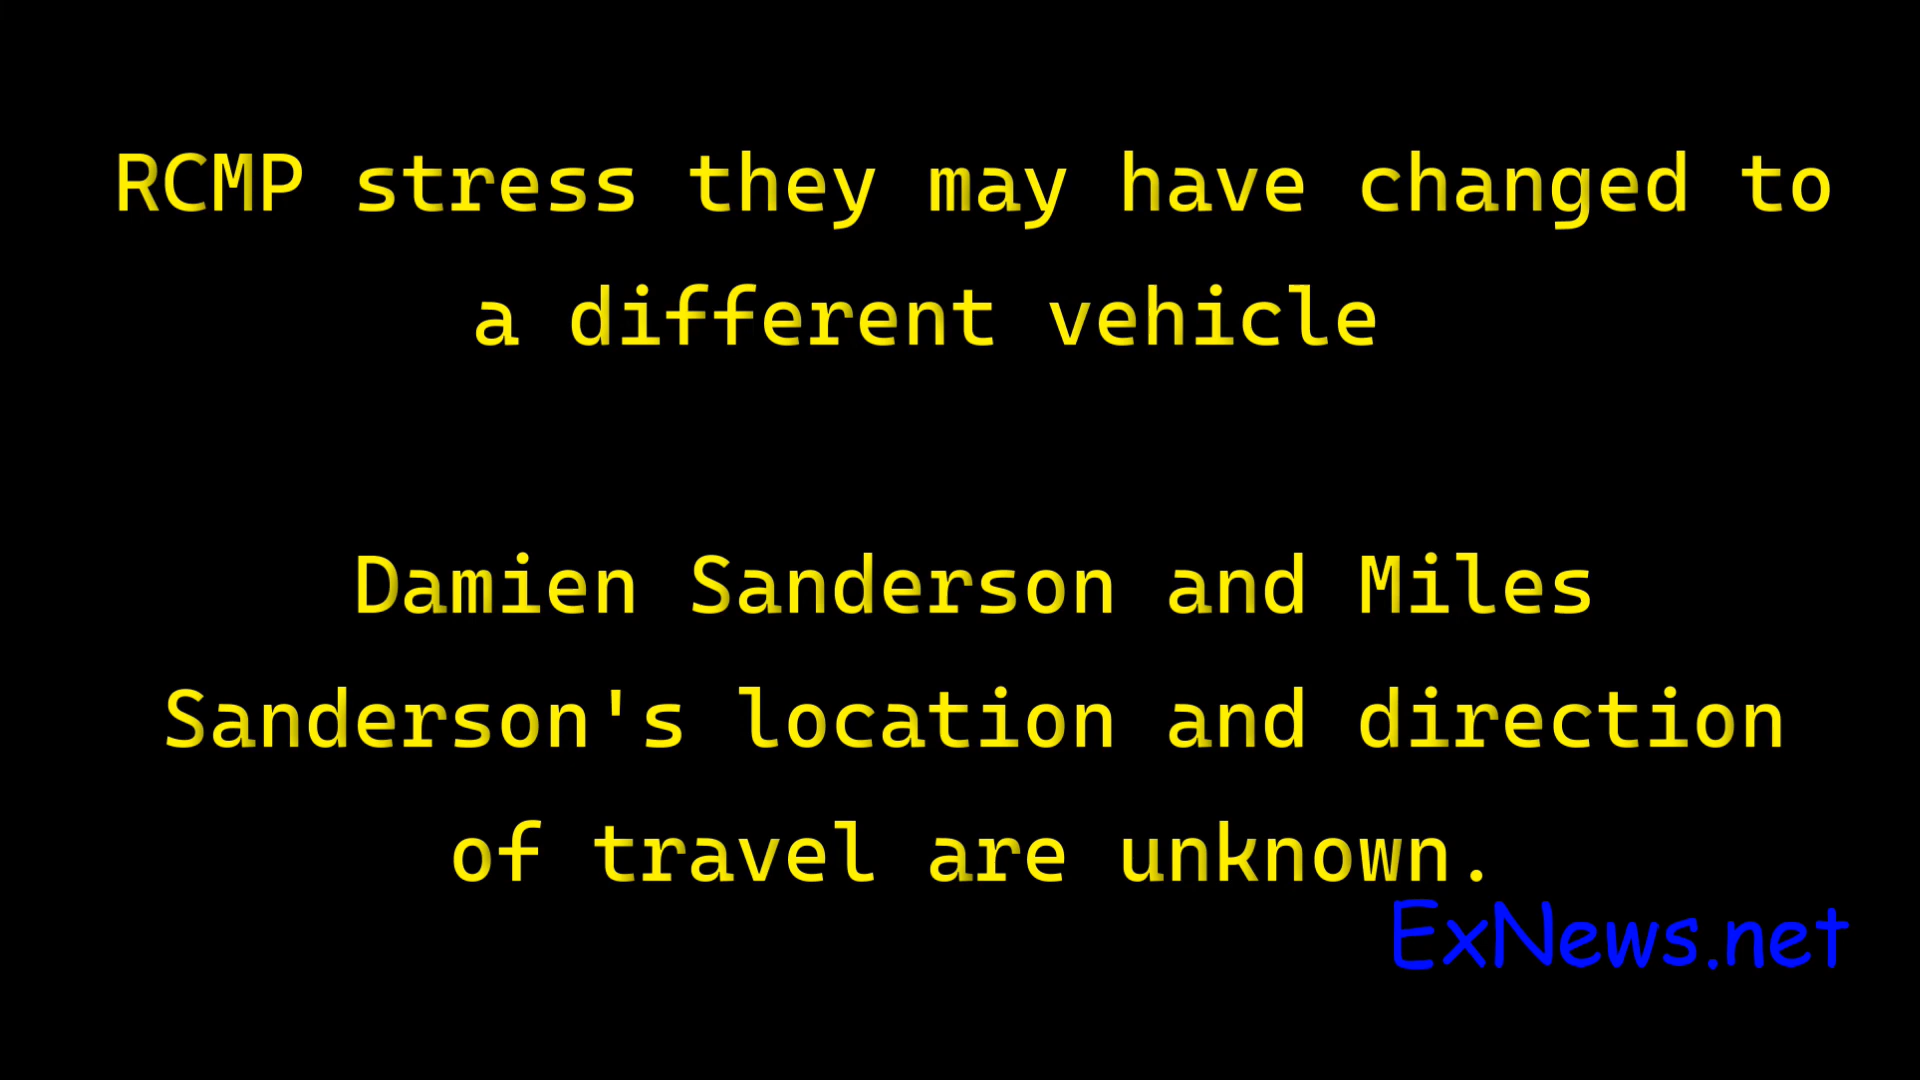 RCMP stress they may have changed to
a different vehicle
Damien Sanderson and Miles
Sanderson's location and direction
of travel are unknown.
ExNews.net